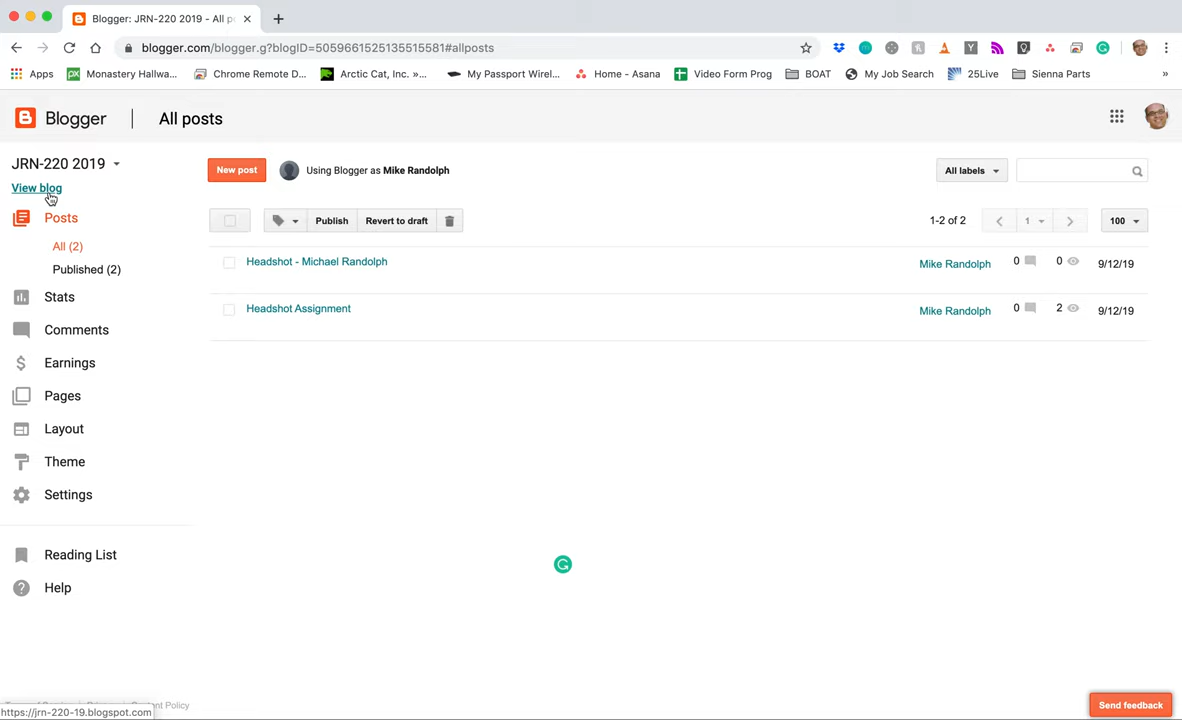 Blogger: JRN-220 2019 - All p
blogger.com/blogger.g?blogID=5059661525135515581#allposts
Apps Monastery Hallwa... Chrome Remote D... Arctic Cat, Inc. »... My Passport Wirel... Home - Asana Video Form Prog BOAT My Job Search 25Live Sienna Parts »
Blogger All posts
JRN-220 2019
View blog
New post Using Blogger as Mike Randolph All labels
Posts
All (2)
Published (2)
Stats
Comments
Earnings
Pages
Layout
Theme
Settings
Reading List
Help
Publish Revert to draft 1-2 of 2 1 100
Headshot - Michael Randolph Mike Randolph 0 0 9/12/19
Headshot Assignment Mike Randolph 0 2 9/12/19
Content Policy
https://jrn-220-19.blogspot.com
Send feedback